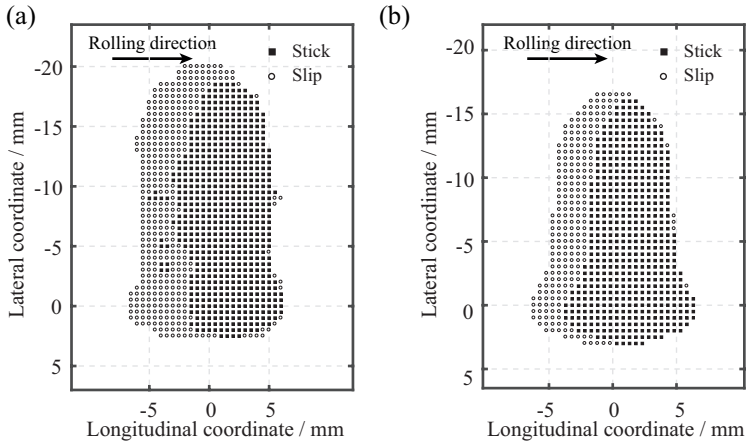 (a)
Rolling direction
Stick
Slip
-20
-15
-10
-5
0
5
Lateral coordinate / mm
-5
0
5
Longitudinal coordinate / mm
(b)
Rolling direction
Stick
Slip
-20
-15
-10
-5
0
5
Lateral coordinate / mm
-5
0
5
Longitudinal coordinate / mm